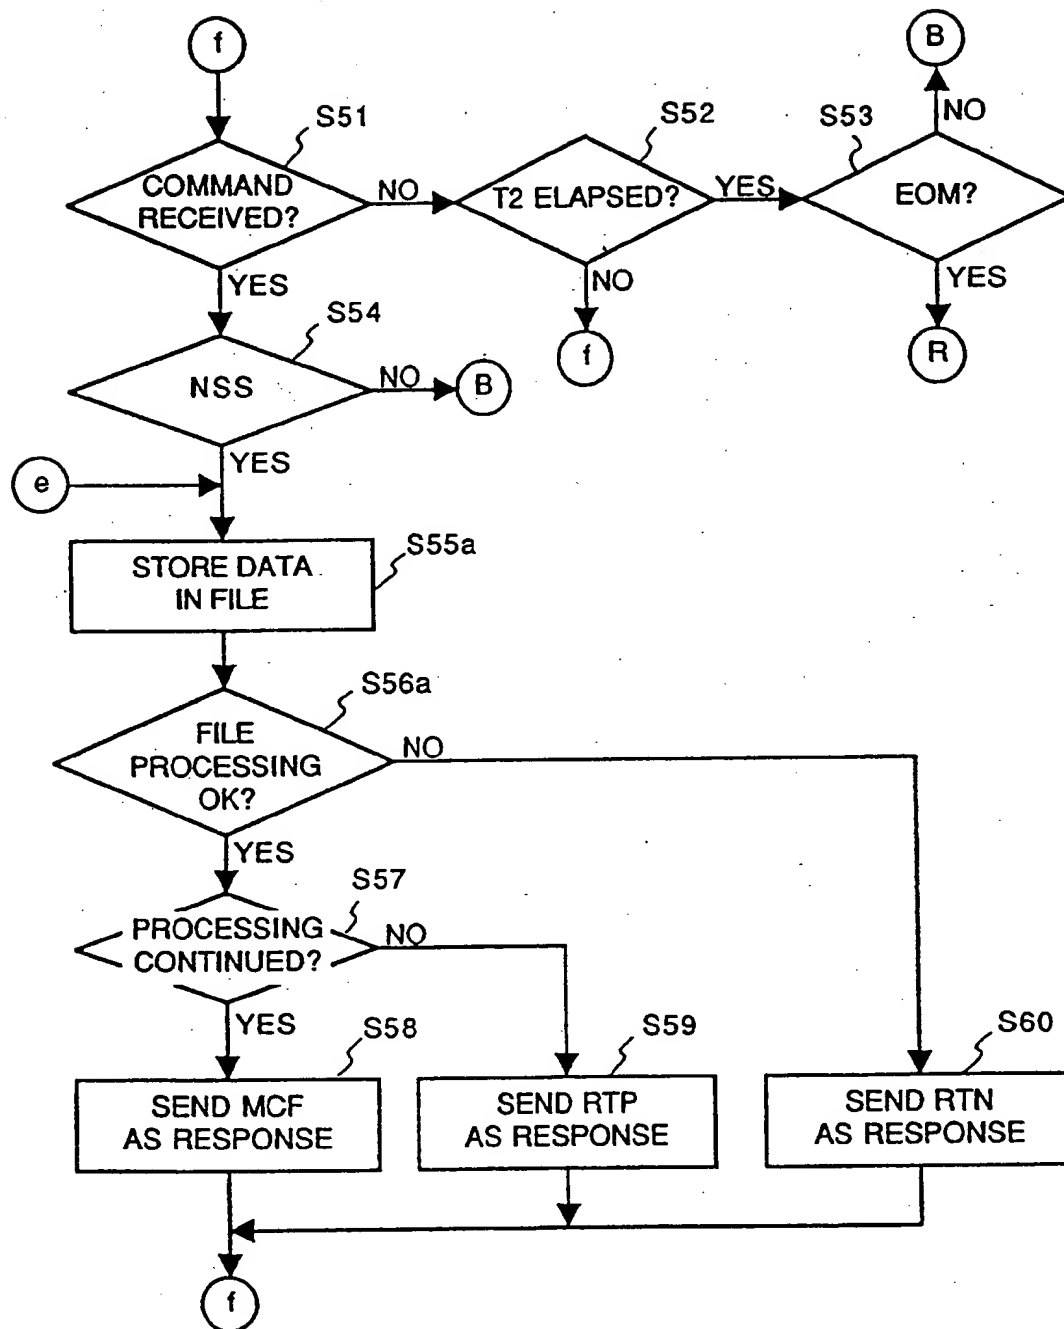 f
B
S51
S52
S53
NO
COMMAND
RECEIVED?
NO
T2 ELAPSED?
YES
EOM?
YES
NO
YES
S54
f
R
NSS
NO
B
YES
e
S55a
STORE DATA
IN FILE
S56a
FILE
PROCESSING
OK?
NO
YES
S57
PROCESSING
CONTINUED?
NO
YES
S58
S59
S60
SEND MCF
AS RESPONSE
SEND RTP
AS RESPONSE
SEND RTN
AS RESPONSE
f